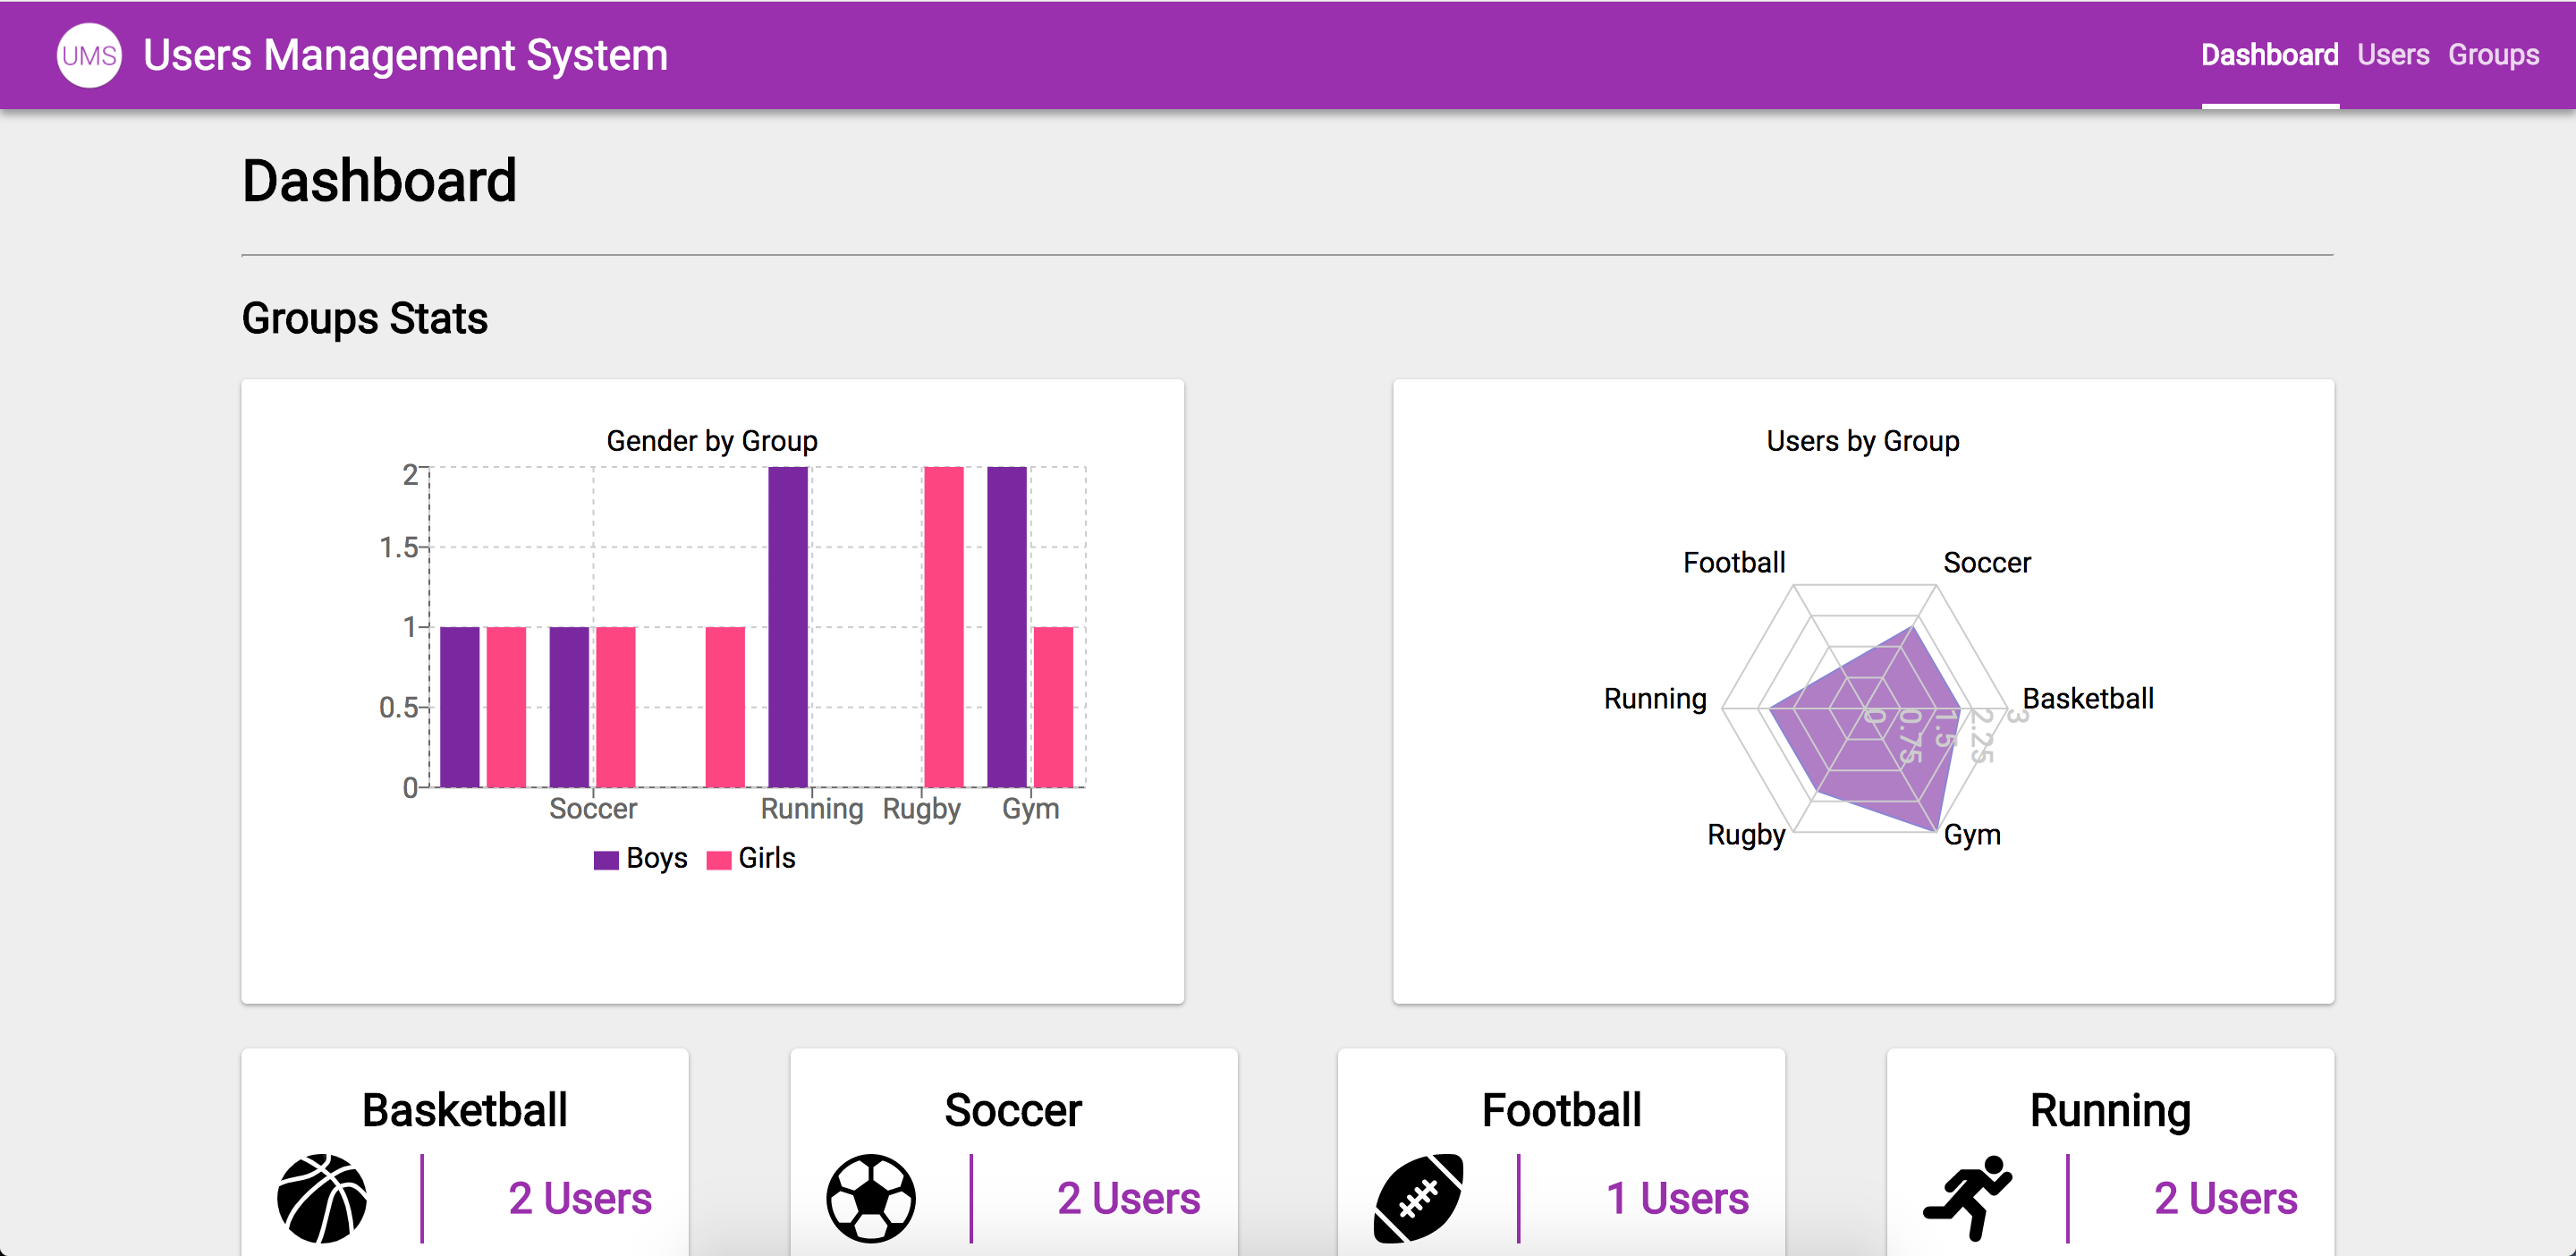 UMS Users Management System Dashboard Users Groups
Dashboard
Groups Stats
Gender by Group
2
1.5
1
0.5
0
Soccer Running Rugby Gym
Boys Girls
Users by Group
Football Soccer
Running Basketball
0 0.75 1.5 2.25 3
Rugby Gym
Basketball
2 Users
Soccer
2 Users
Football
1 Users
Running
2 Users